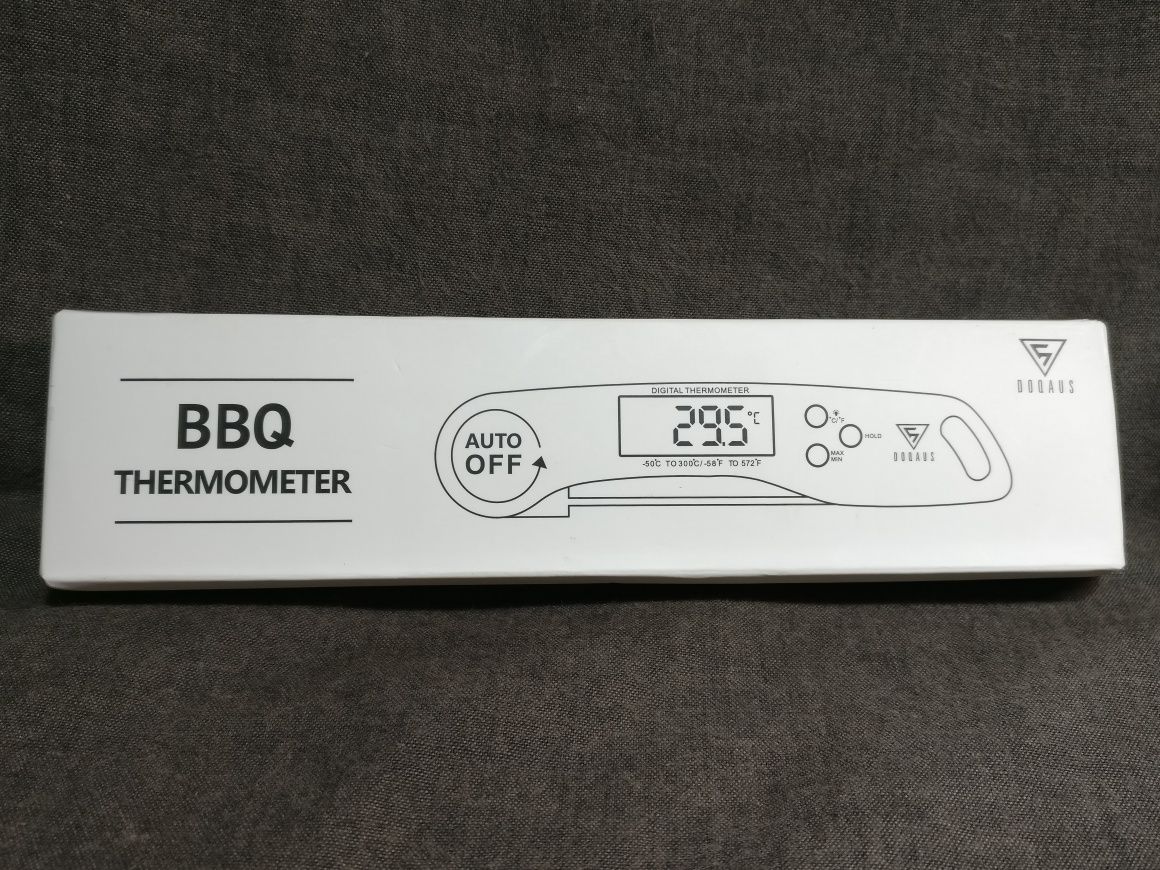 BBQ
THERMOMETER
AUTO
OFF
DIGITAL THERMOMETER
29.5 °C
-50°C TO 300°C/ -58°F TO 572°F
°C/°F
HOLD
MAX
MIN
DOQAUS
DOQAUS